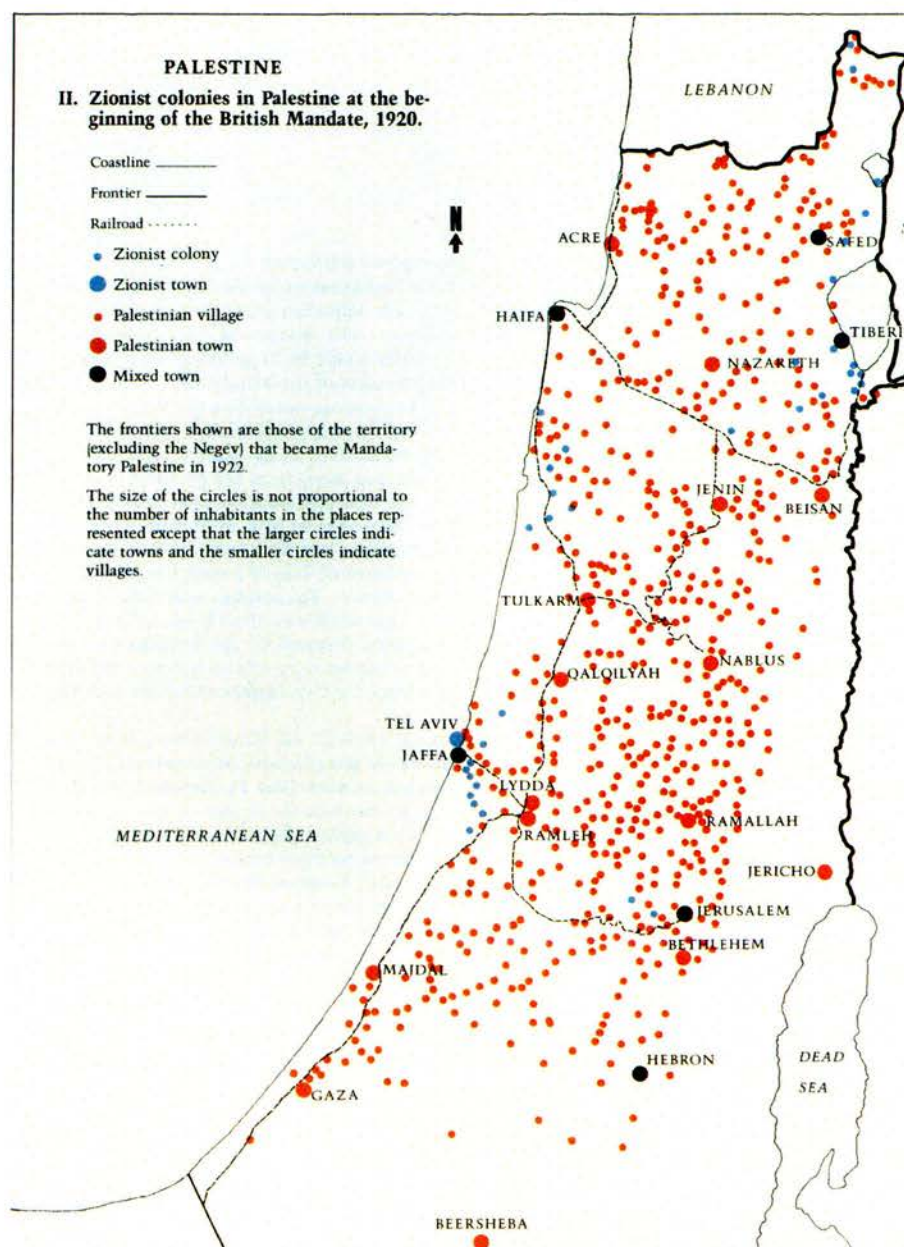 PALESTINE
II. Zionist colonies in Palestine at the be-
ginning of the British Mandate, 1920.
Coastline
Frontier
Railroad
N
Zionist colony
Zionist town
Palestinian village
Palestinian town
Mixed town
The frontiers shown are those of the territory
(excluding the Negev) that became Manda-
tory Palestine in 1922.
The size of the circles is not proportional to
the number of inhabitants in the places rep-
resented except that the larger circles indi-
cate towns and the smaller circles indicate
villages.
LEBANON
ACRE
SAFED
S
HAIFA
TIBERI
NAZARETH
JENIN
BEISAN
TULKARM
NABLUS
QALQILYAH
TEL AVIV
JAFFA
LYDDA
RAMLEH
RAMALLAH
MEDITERRANEAN SEA
JERICHO
JERUSALEM
BETHLEHEM
MAJDAL
HEBRON
DEAD
SEA
GAZA
BEERSHEBA